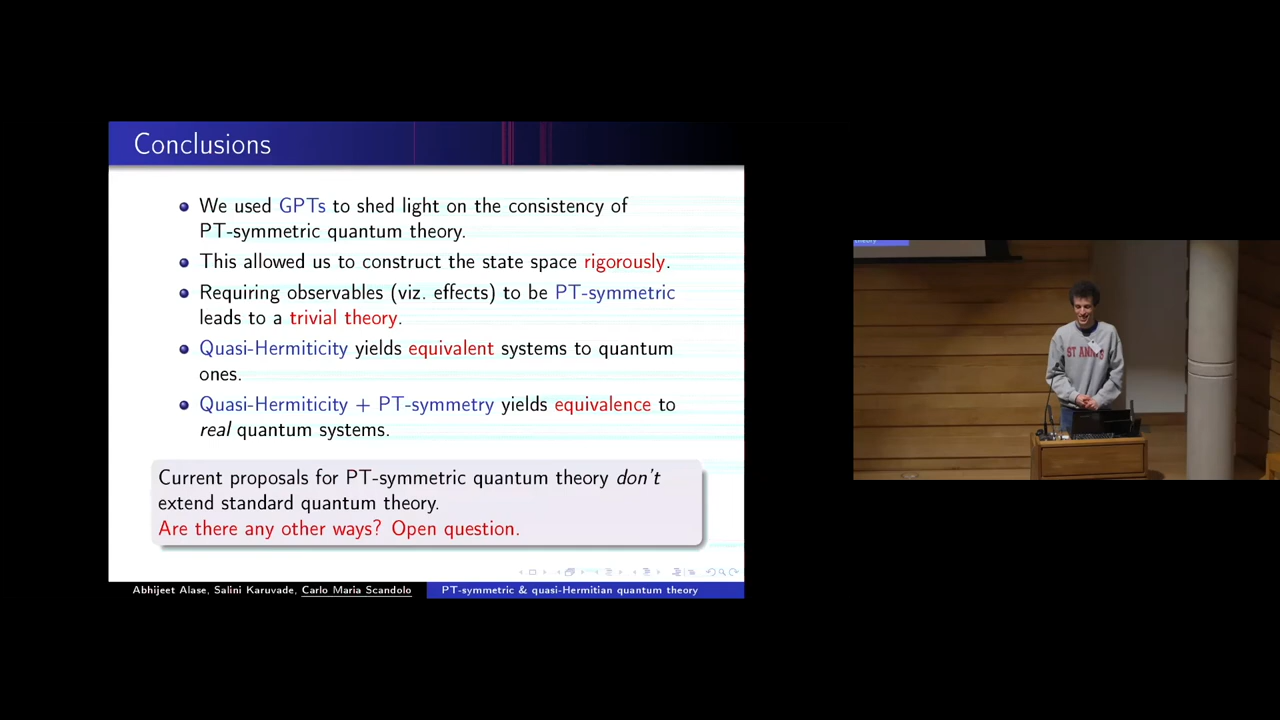 Conclusions
We used GPTs to shed light on the consistency of
PT-symmetric quantum theory.
This allowed us to construct the state space rigorously.
Requiring observables (viz. effects) to be PT-symmetric
leads to a trivial theory.
Quasi-Hermiticity yields equivalent systems to quantum
ones.
Quasi-Hermiticity + PT-symmetry yields equivalence to
real quantum systems.
Current proposals for PT-symmetric quantum theory don't
extend standard quantum theory.
Are there any other ways? Open question.
Abhijeet Alase, Salini Karuvade, Carlo Maria Scandolo
PT-symmetric & quasi-Hermitian quantum theory
theory